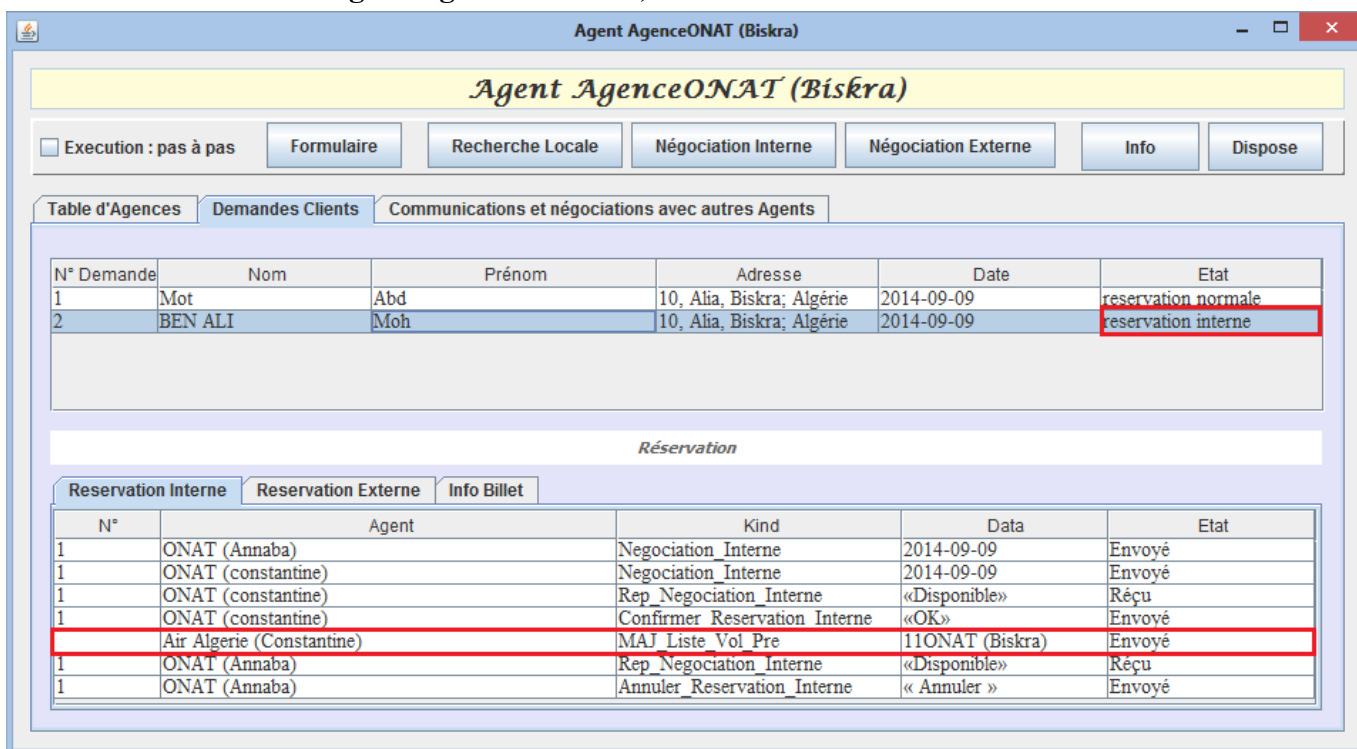 Agent AgenceONAT (Biskra)
Agent AgenceONAT (Biskra)
Execution : pas à pas Formulaire Recherche Locale Négociation Interne Négociation Externe Info Dispose
Table d'Agences Demandes Clients Communications et négociations avec autres Agents
N° Demande Nom Prénom Adresse Date Etat
1 Mot Abd 10, Alia, Biskra; Algérie 2014-09-09 reservation normale
2 BEN ALI Moh 10, Alia, Biskra; Algérie 2014-09-09 reservation interne
Réservation
Reservation Interne Reservation Externe Info Billet
N° Agent Kind Data Etat
1 ONAT (Annaba) Negociation_Interne 2014-09-09 Envoyé
1 ONAT (constantine) Negociation_Interne 2014-09-09 Envoyé
1 ONAT (constantine) Rep_Negociation_Interne «Disponible» Réçu
1 ONAT (constantine) Confirmer_Reservation_Interne «OK» Envoyé
Air Algerie (Constantine) MAJ_Liste_Vol_Pre 11ONAT (Biskra) Envoyé
1 ONAT (Annaba) Rep_Negociation_Interne «Disponible» Réçu
1 ONAT (Annaba) Annuler_Reservation_Interne « Annuler » Envoyé